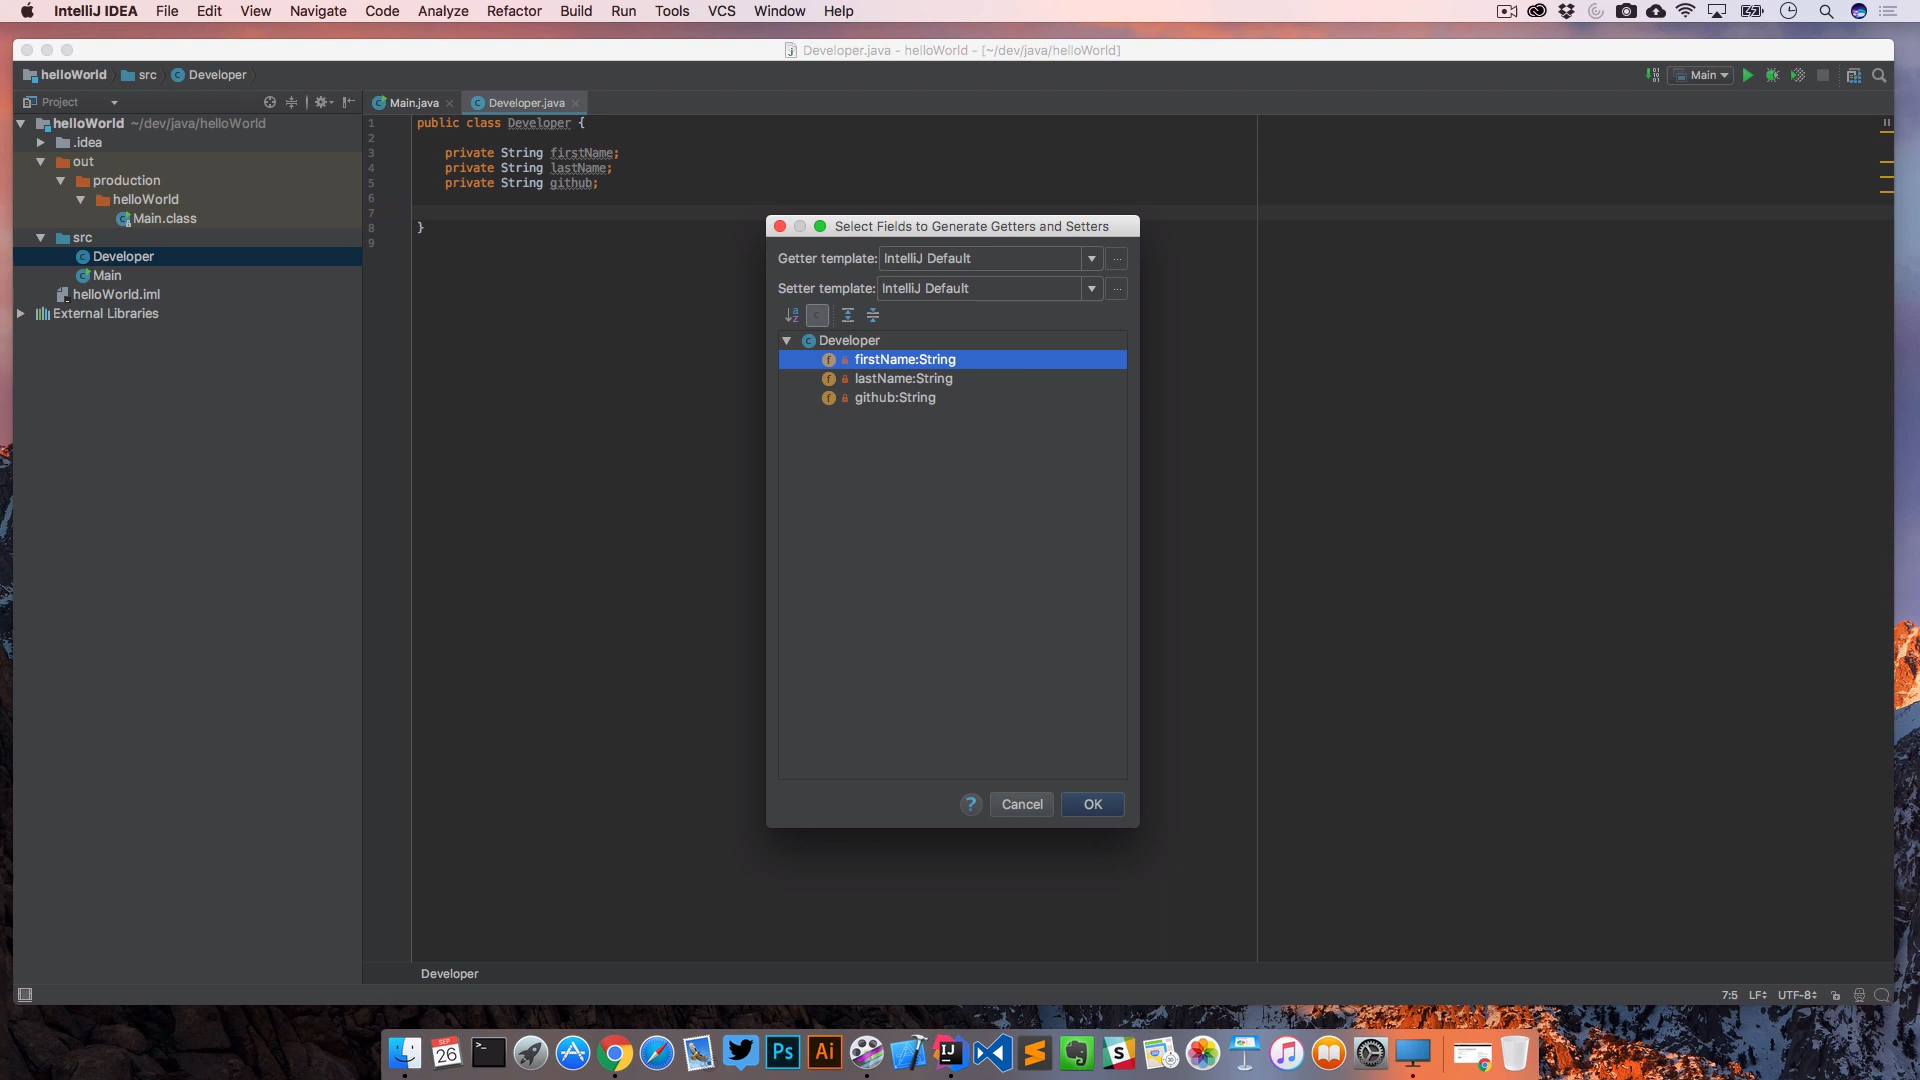 IntelliJ IDEA File Edit View Navigate Code Analyze Refactor Build Run Tools VCS Window Help
Developer.java - helloWorld - [~/dev/java/helloWorld]
helloWorld src Developer
Main
Project
Main.java Developer.java
helloWorld ~/dev/java/helloWorld
.idea
out
production
helloWorld
Main.class
src
Developer
Main
helloWorld.iml
External Libraries
1 public class Developer {
2
3 private String firstName;
4 private String lastName;
5 private String github;
6
7
8 }
9
Select Fields to Generate Getters and Setters
Getter template: IntelliJ Default ...
Setter template: IntelliJ Default ...
Developer
firstName:String
lastName:String
github:String
? Cancel OK
Developer
7:5 LF UTF-8
SEP
26
Ps
Ai
IJ
S